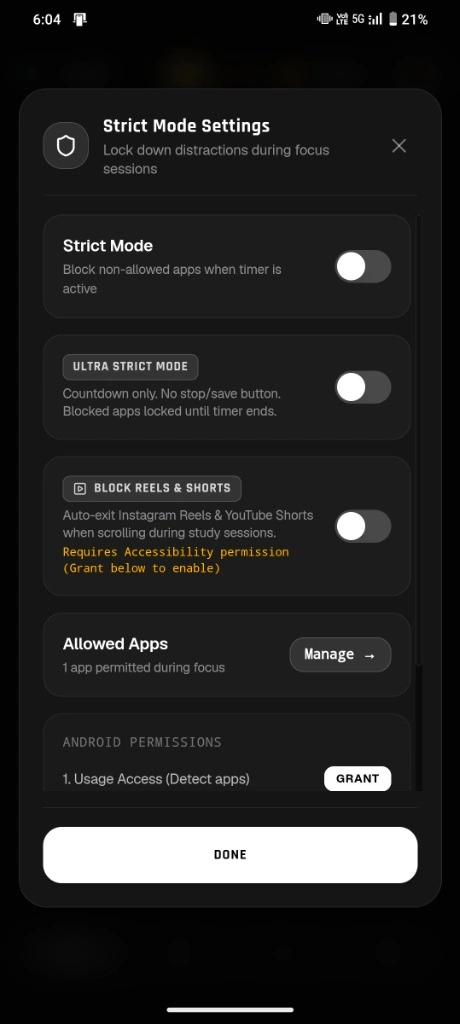 6:04
Vo)
LTE
5G
21%
Strict Mode Settings
Lock down distractions during focus
sessions
Strict Mode
Block non-allowed apps when timer is
active
ULTRA STRICT MODE
Countdown only. No stop/save button.
Blocked apps locked until timer ends.
BLOCK REELS & SHORTS
Auto-exit Instagram Reels & YouTube Shorts
when scrolling during study sessions.
Requires Accessibility permission
(Grant below to enable)
Allowed Apps
1 app permitted during focus
Manage →
ANDROID PERMISSIONS
1. Usage Access (Detect apps)
GRANT
DONE